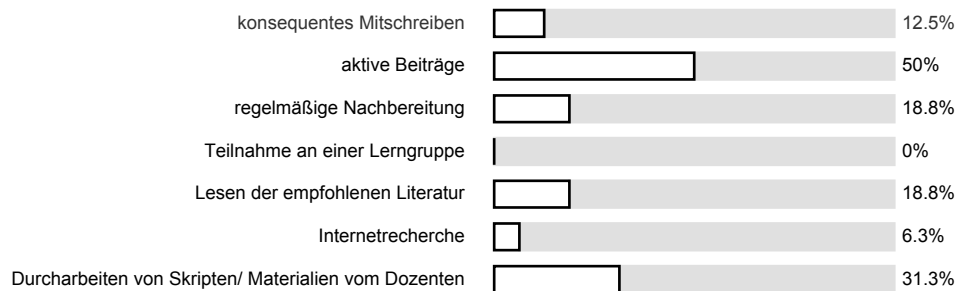 konsequentes Mitschreiben 12.5%
aktive Beiträge 50%
regelmäßige Nachbereitung 18.8%
Teilnahme an einer Lerngruppe 0%
Lesen der empfohlenen Literatur 18.8%
Internetrecherche 6.3%
Durcharbeiten von Skripten/ Materialien vom Dozenten 31.3%